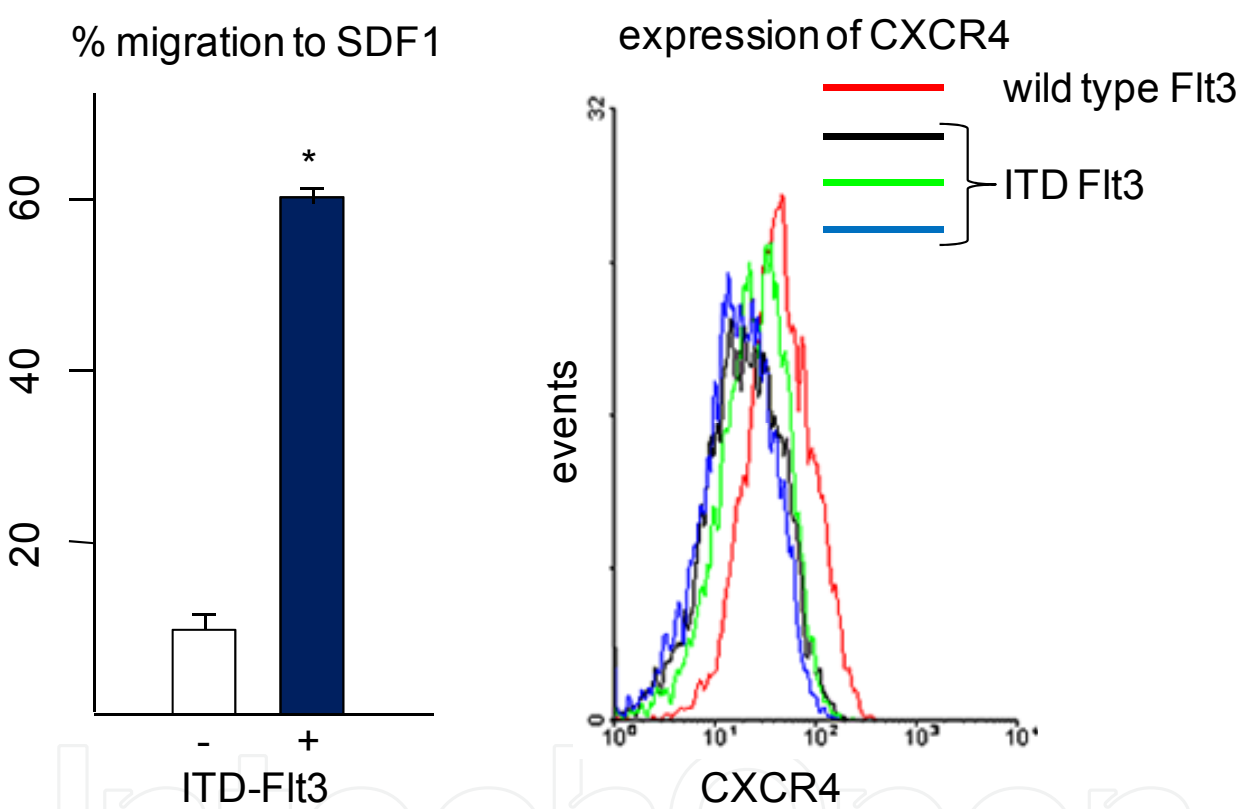 % migration to SDF1
60
40
20
*
- +
ITD-Flt3
expression of CXCR4
wild type Flt3
ITD Flt3
32
events
0
10⁰ 10¹ 10² 10³ 10⁴
CXCR4